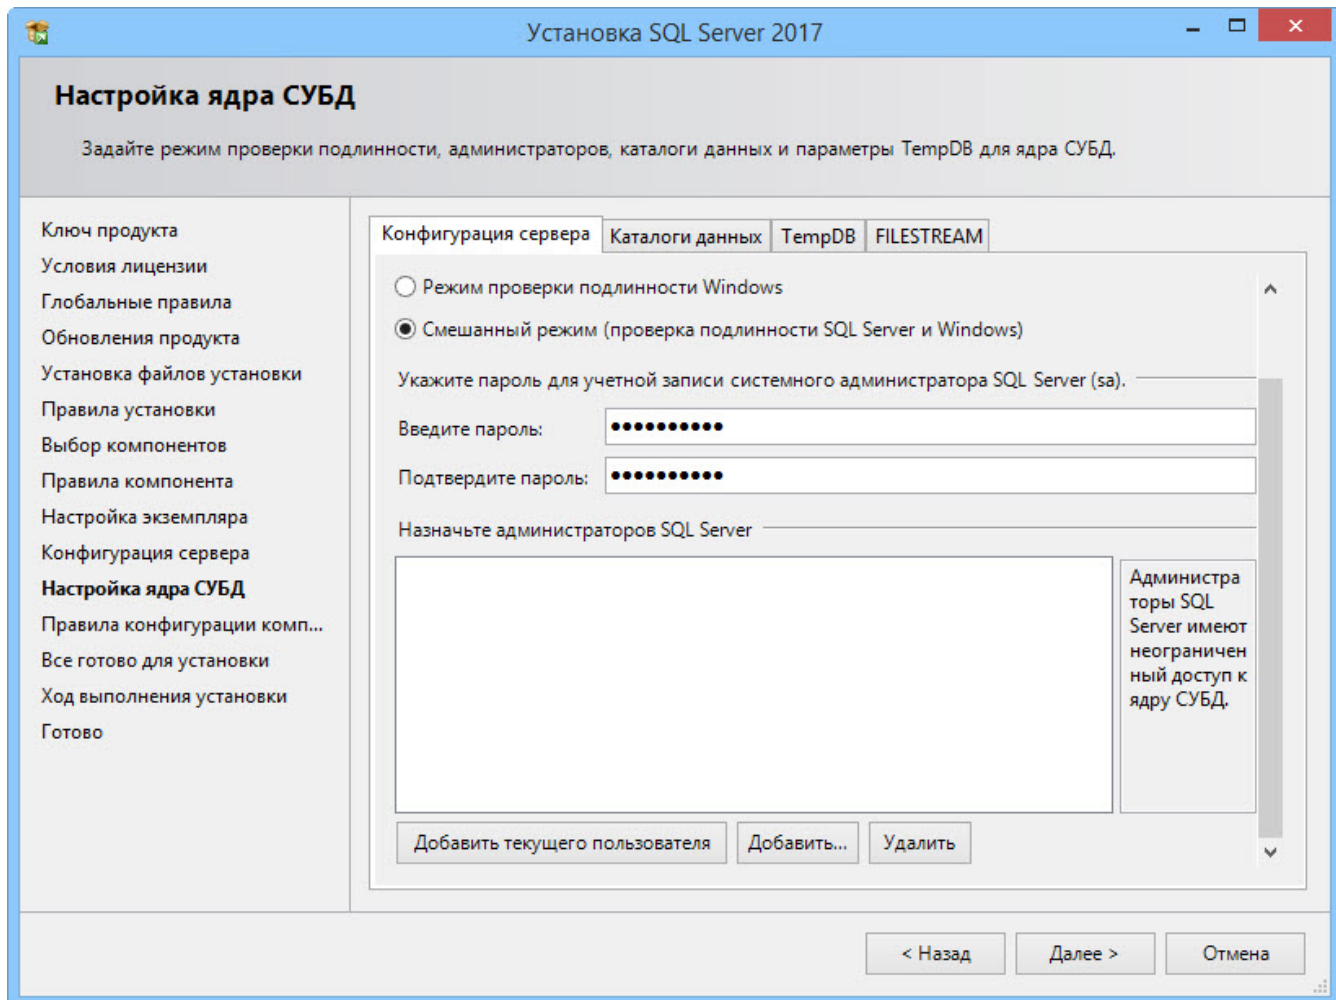 Установка SQL Server 2017
Настройка ядра СУБД
Задайте режим проверки подлинности, администраторов, каталоги данных и параметры TempDB для ядра СУБД.
Ключ продукта
Условия лицензии
Глобальные правила
Обновления продукта
Установка файлов установки
Правила установки
Выбор компонентов
Правила компонента
Настройка экземпляра
Конфигурация сервера
Настройка ядра СУБД
Правила конфигурации комп...
Все готово для установки
Ход выполнения установки
Готово
Конфигурация сервера Каталоги данных TempDB FILESTREAM
Режим проверки подлинности Windows
Смешанный режим (проверка подлинности SQL Server и Windows)
Укажите пароль для учетной записи системного администратора SQL Server (sa).
Введите пароль: ●●●●●●●●●●
Подтвердите пароль: ●●●●●●●●●●
Назначьте администраторов SQL Server
Администра
торы SQL
Server имеют
неограничен
ный доступ к
ядру СУБД.
Добавить текущего пользователя Добавить... Удалить
< Назад Далее > Отмена